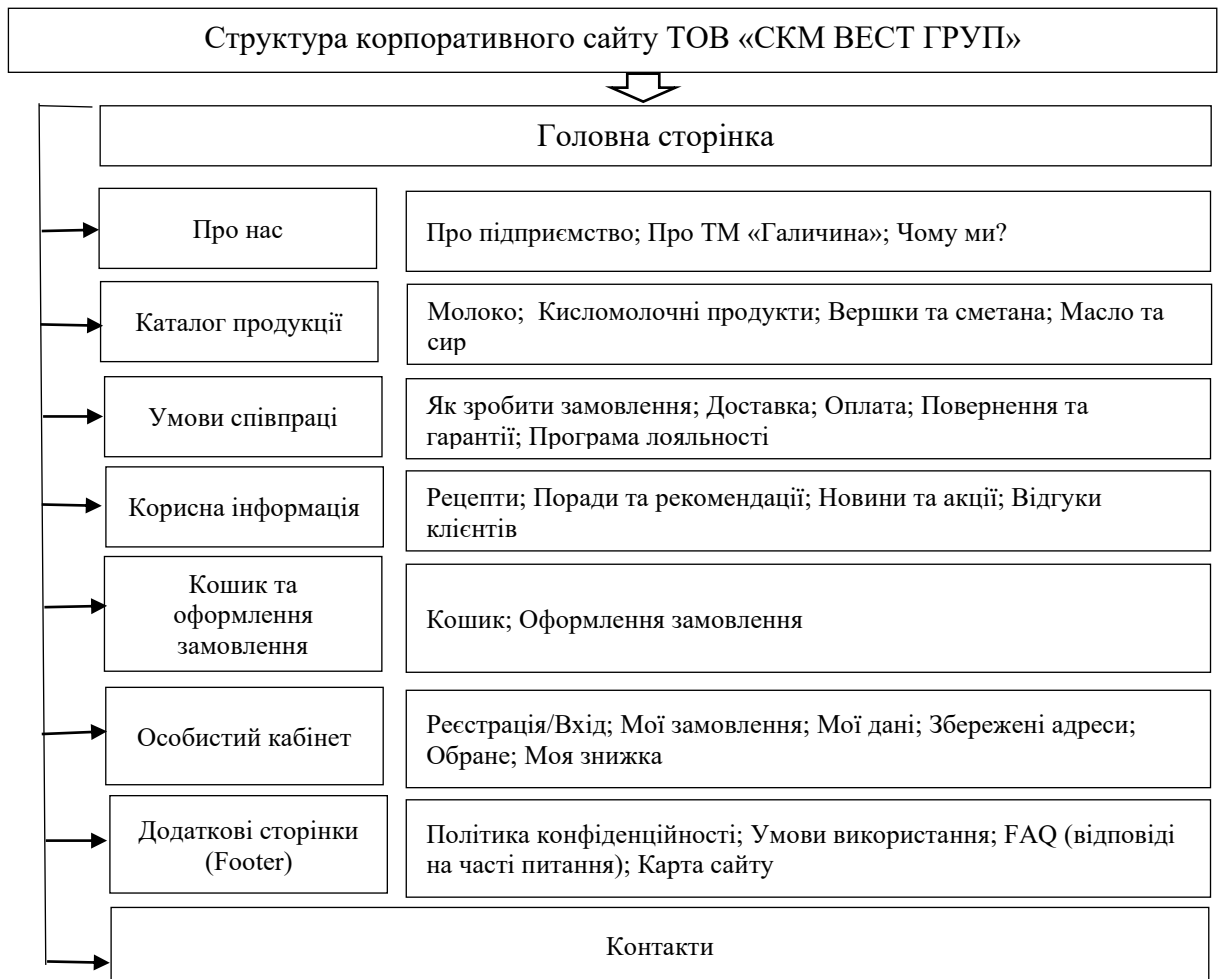 Структура корпоративного сайту ТОВ «СКМ ВЕСТ ГРУП»
Головна сторінка
Про нас
Про підприємство; Про ТМ «Галичина»; Чому ми?
Каталог продукції
Молоко;  Кисломолочні продукти; Вершки та сметана; Масло та
сир
Умови співпраці
Як зробити замовлення; Доставка; Оплата; Повернення та
гарантії; Програма лояльності
Корисна інформація
Рецепти; Поради та рекомендації; Новини та акції; Відгуки
клієнтів
Кошик та
оформлення
замовлення
Кошик; Оформлення замовлення
Особистий кабінет
Реєстрація/Вхід; Мої замовлення; Мої дані; Збережені адреси;
Обране; Моя знижка
Додаткові сторінки
(Footer)
Політика конфіденційності; Умови використання; FAQ (відповіді
на часті питання); Карта сайту
Контакти